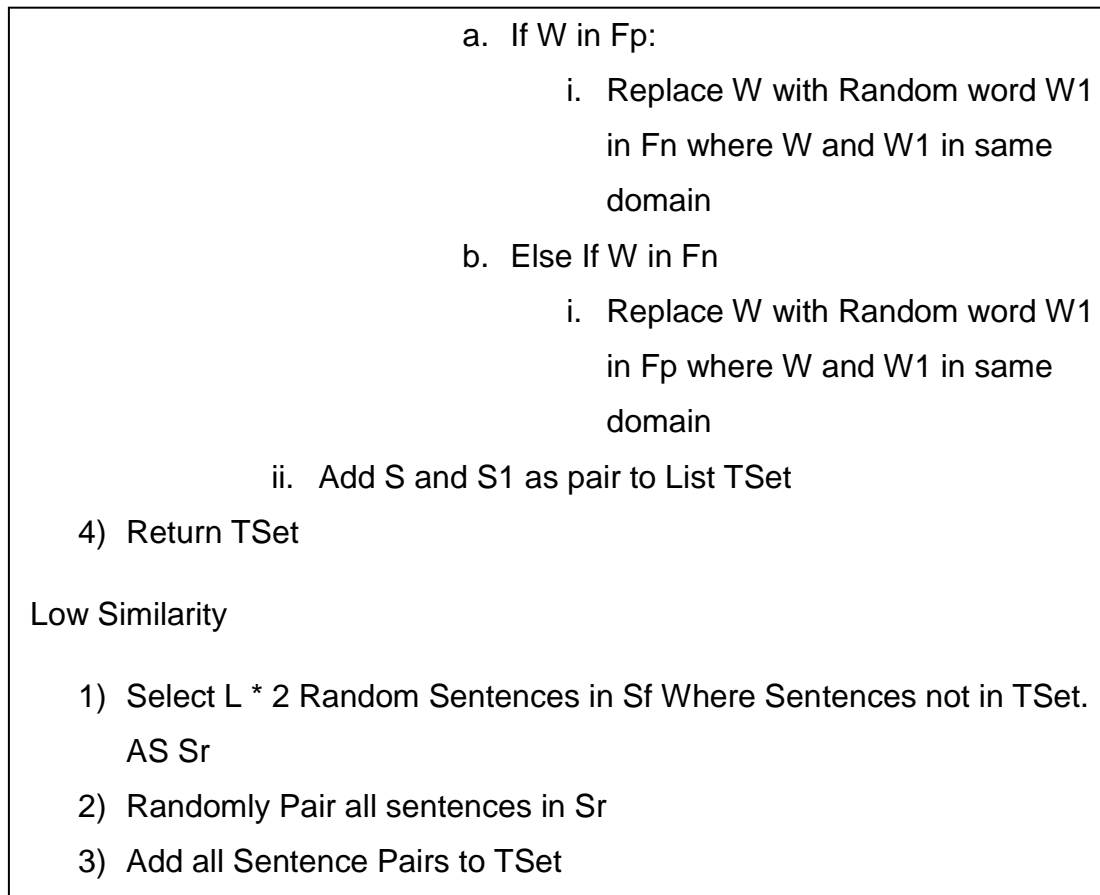 a. If W in Fp:
i. Replace W with Random word W1
in Fn where W and W1 in same
domain
b. Else If W in Fn
i. Replace W with Random word W1
in Fp where W and W1 in same
domain
ii. Add S and S1 as pair to List TSet
4) Return TSet
Low Similarity
1) Select L * 2 Random Sentences in Sf Where Sentences not in TSet.
AS Sr
2) Randomly Pair all sentences in Sr
3) Add all Sentence Pairs to TSet